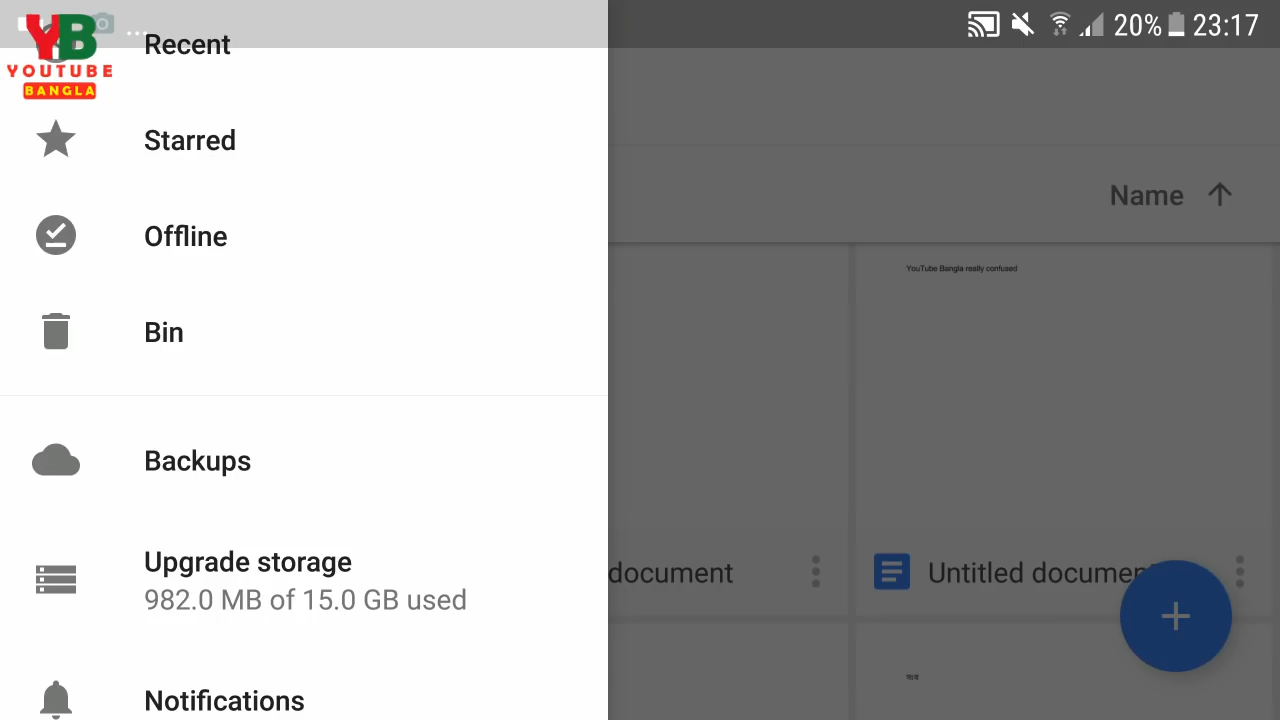 YB
YOUTUBE
BANGLA
...
20% 23:17
Recent
Starred
Offline
Bin
Backups
Upgrade storage
982.0 MB of 15.0 GB used
Notifications
Name
YouTube Bangla really confused
document
Untitled documen